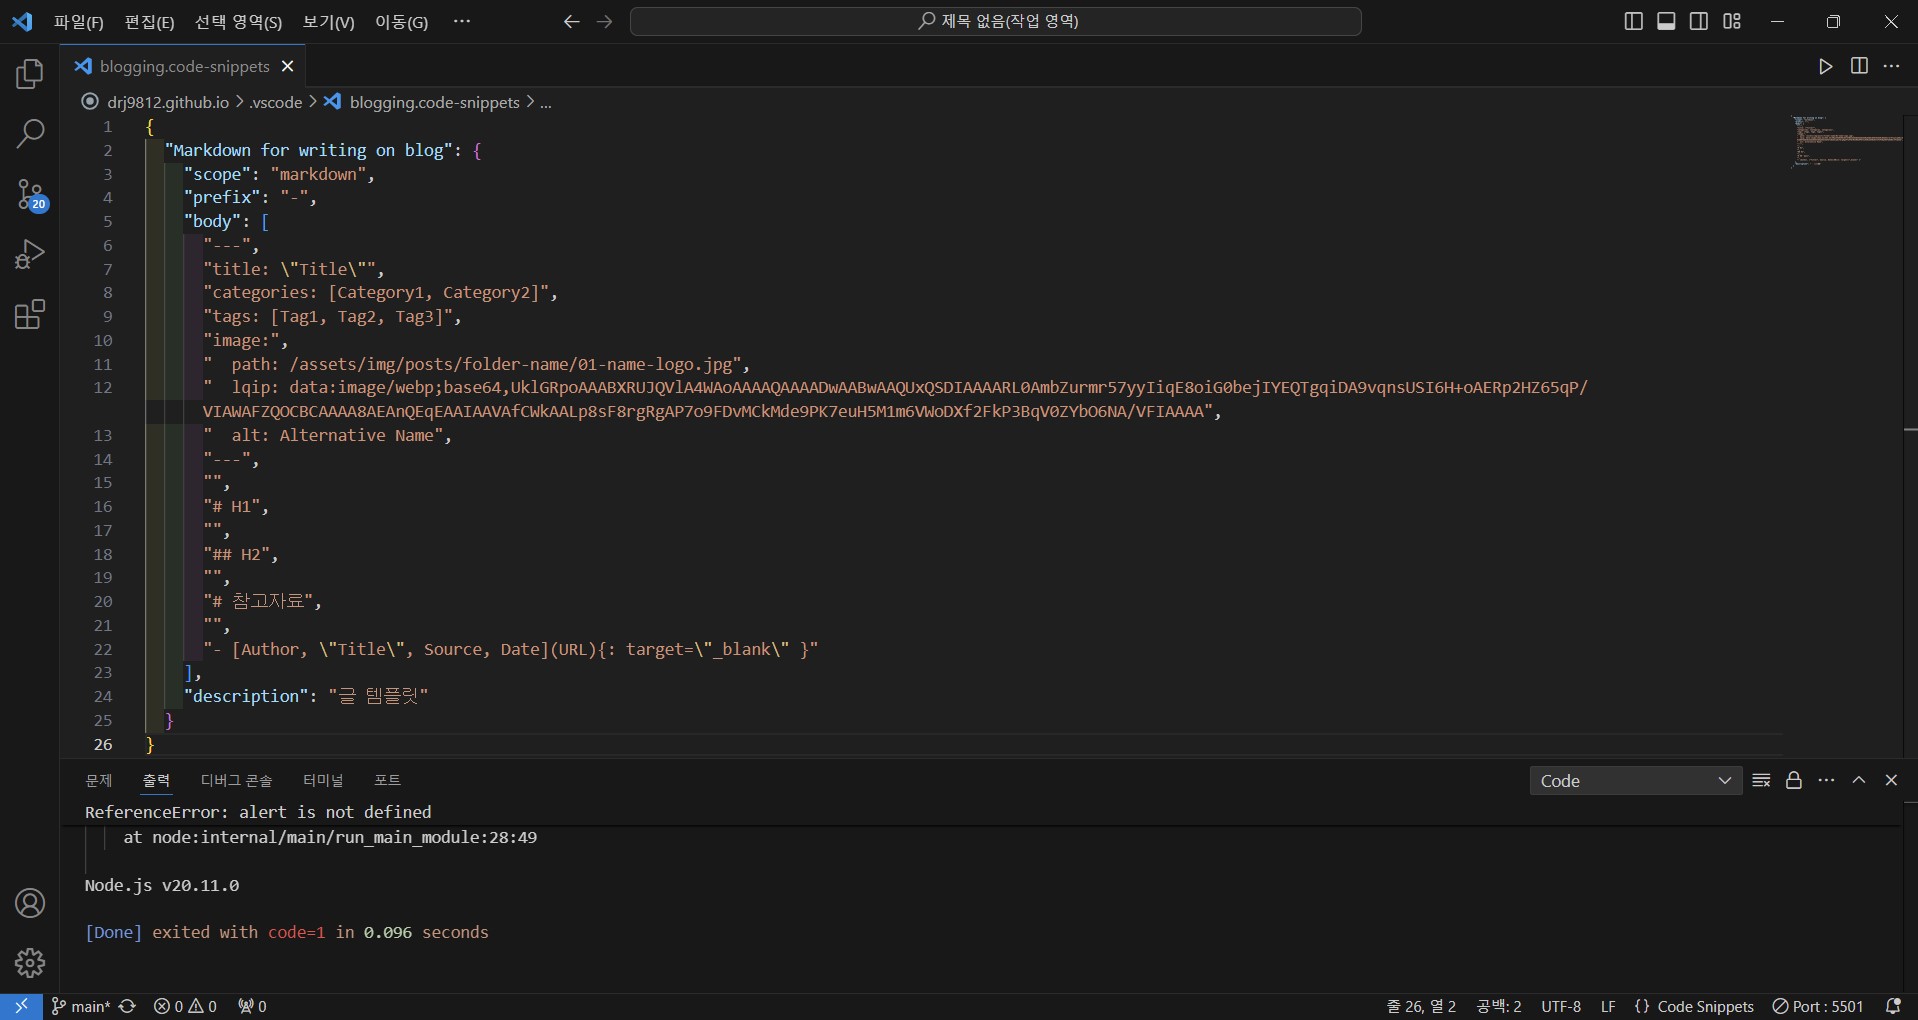 파일(F) 편집(E) 선택 영역(S) 보기(V) 이동(G) ··· 제목 없음(작업 영역)
blogging.code-snippets
drj9812.github.io > .vscode > blogging.code-snippets > ...
1 {
2 "Markdown for writing on blog": {
3 "scope": "markdown",
4 "prefix": "-",
5 "body": [
6 "---",
7 "title: \"Title\"",
8 "categories: [Category1, Category2]",
9 "tags: [Tag1, Tag2, Tag3]",
10 "image:",
11 "  path: /assets/img/posts/folder-name/01-name-logo.jpg",
12 "  lqip: data:image/webp;base64,UklGRpoAAABXRUJQVlA4WAoAAAAQAAAADwAABwAAQUxQSDIAAAARL0AmbZurmr57yyIiqE8oiG0bejIYEQTgqiDA9vqnsUSI6H+oAERp2HZ65qP/
VIAWAFZQOCBCAAAA8AEAnQEqEAAIAAVAfCWkAALp8sF8rgRgAP7o9FDvMCkMde9PK7euH5M1m6VWoDXf2FkP3BqV0ZYbO6NA/VFIAAAA",
13 "  alt: Alternative Name",
14 "---",
15 "",
16 "# H1",
17 "",
18 "## H2",
19 "",
20 "# 참고자료",
21 "",
22 "- [Author, \"Title\", Source, Date](URL){: target=\"_blank\" }"
23 ],
24 "description": "글 템플릿"
25 }
26 }
20
문제 출력 디버그 콘솔 터미널 포트 Code
ReferenceError: alert is not defined
at node:internal/main/run_main_module:28:49
Node.js v20.11.0
[Done] exited with code=1 in 0.096 seconds
main* 0 0 0 줄 26, 열 2 공백: 2 UTF-8 LF {} Code Snippets Port : 5501